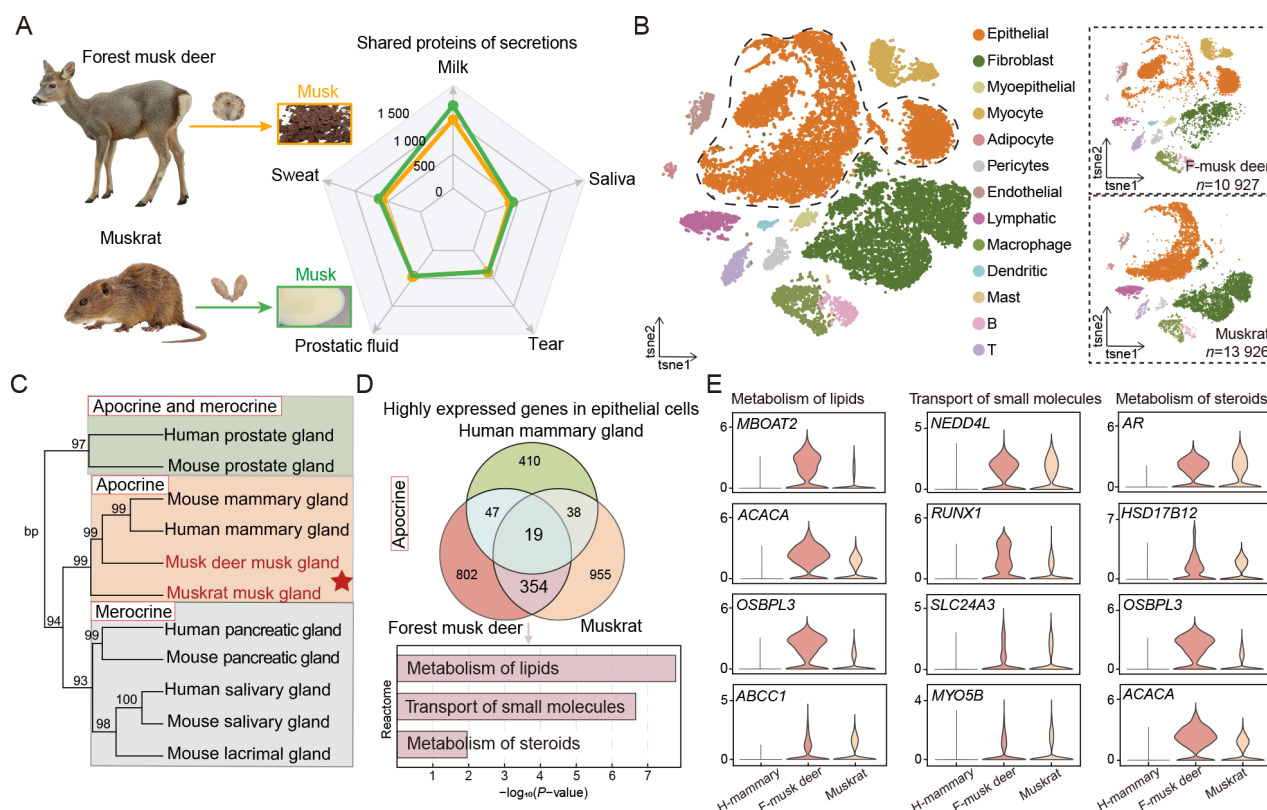 A
Forest musk deer
Musk
Muskrat
Musk
Shared proteins of secretions
Milk
1 500
1 000
500
0
Sweat
Saliva
Prostatic fluid
Tear
B
Epithelial
Fibroblast
Myoepithelial
Myocyte
Adipocyte
Pericytes
Endothelial
Lymphatic
Macrophage
Dendritic
Mast
B
T
tsne2
tsne1
tsne2
tsne1
F-musk deer
n=10 927
tsne2
tsne1
Muskrat
n=13 926
C
Apocrine and merocrine
97
Human prostate gland
Mouse prostate gland
Apocrine
bp
99
99
99
Mouse mammary gland
Human mammary gland
Musk deer musk gland
Muskrat musk gland
94
Merocrine
99
Human pancreatic gland
Mouse pancreatic gland
93
100
Human salivary gland
98
Mouse salivary gland
Mouse lacrimal gland
D
Highly expressed genes in epithelial cells
Human mammary gland
Apocrine
410
47
38
19
802
354
955
Forest musk deer
Muskrat
Reactome
Metabolism of lipids
Transport of small molecules
Metabolism of steroids
1 2 3 4 5 6 7
−log₁₀(P−value)
E
Metabolism of lipids
6
MBOAT2
0
6
ACACA
0
6
OSBPL3
0
6
ABCC1
0
H-mammary
F-musk deer
Muskrat
Transport of small molecules
5
NEDD4L
0
5
RUNX1
0
5
SLC24A3
0
6
MYO5B
0
H-mammary
F-musk deer
Muskrat
Metabolism of steroids
6
AR
0
7
HSD17B12
0
6
OSBPL3
0
6
ACACA
0
H-mammary
F-musk deer
Muskrat